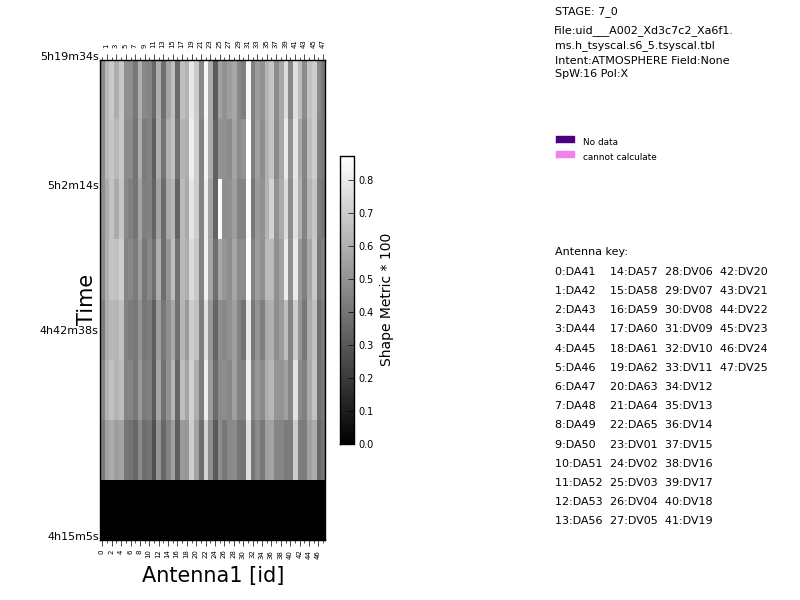 STAGE: 7_0
File:uid___A002_Xd3c7c2_Xa6f1.
ms.h_tsyscal.s6_5.tsyscal.tbl
Intent:ATMOSPHERE Field:None
SpW:16 Pol:X
No data
cannot calculate
1 3 5 7 9 11 13 15 17 19 21 23 25 27 29 31 33 35 37 39 41 43 45 47
5h19m34s
5h2m14s
4h42m38s
4h15m5s
Time
0 2 4 6 8 10 12 14 16 18 20 22 24 26 28 30 32 34 36 38 40 42 44 46
Antenna1 [id]
0.8
0.7
0.6
0.5
0.4
0.3
0.2
0.1
0.0
Shape Metric * 100
Antenna key:
0:DA41 14:DA57 28:DV06 42:DV20
1:DA42 15:DA58 29:DV07 43:DV21
2:DA43 16:DA59 30:DV08 44:DV22
3:DA44 17:DA60 31:DV09 45:DV23
4:DA45 18:DA61 32:DV10 46:DV24
5:DA46 19:DA62 33:DV11 47:DV25
6:DA47 20:DA63 34:DV12
7:DA48 21:DA64 35:DV13
8:DA49 22:DA65 36:DV14
9:DA50 23:DV01 37:DV15
10:DA51 24:DV02 38:DV16
11:DA52 25:DV03 39:DV17
12:DA53 26:DV04 40:DV18
13:DA56 27:DV05 41:DV19